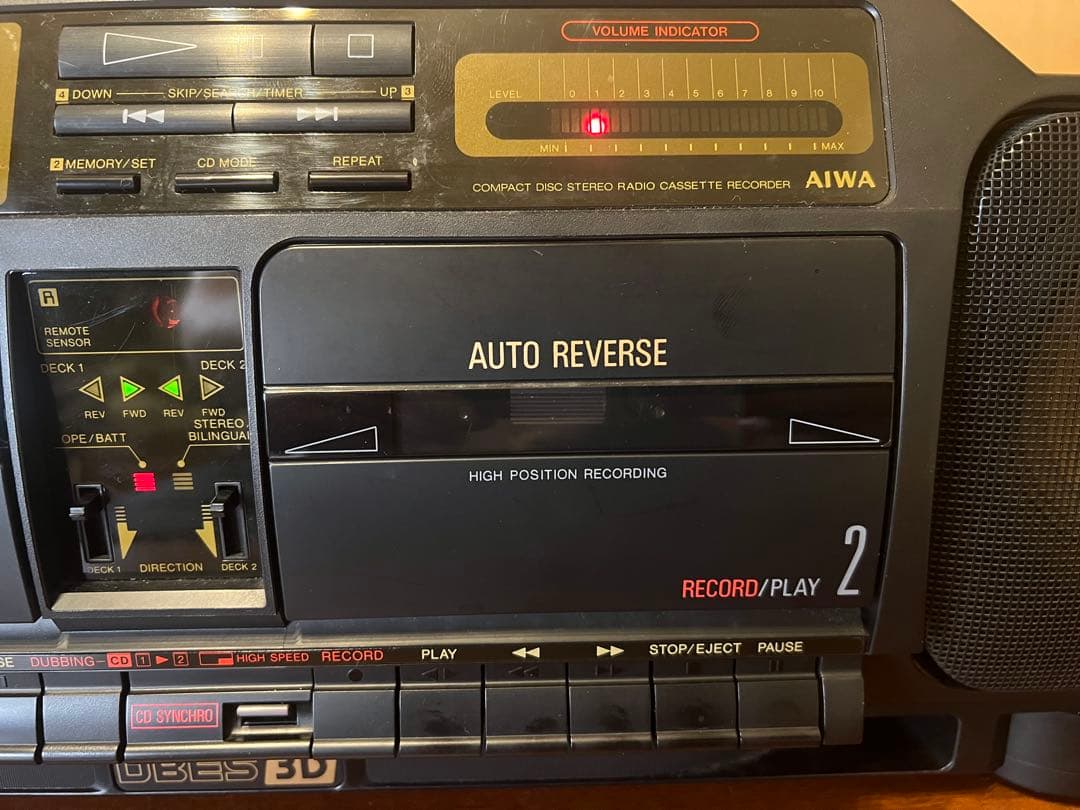 VOLUME INDICATOR
4 DOWN SKIP/SEARCH/TIMER UP 3
LEVEL 0 1 2 3 4 5 6 7 8 9 10
MIN MAX
2 MEMORY/SET CD MODE REPEAT
COMPACT DISC STEREO RADIO CASSETTE RECORDER AIWA
R
REMOTE
SENSOR
DECK 1 DECK 2
REV FWD REV FWD
OPE/BATT
STEREO
BILINGUAL
DECK 1 DIRECTION DECK 2
AUTO REVERSE
HIGH POSITION RECORDING
RECORD/PLAY 2
SE DUBBING CD 1 2 HIGH SPEED RECORD PLAY STOP/EJECT PAUSE
CD SYNCHRO
DBES 3D